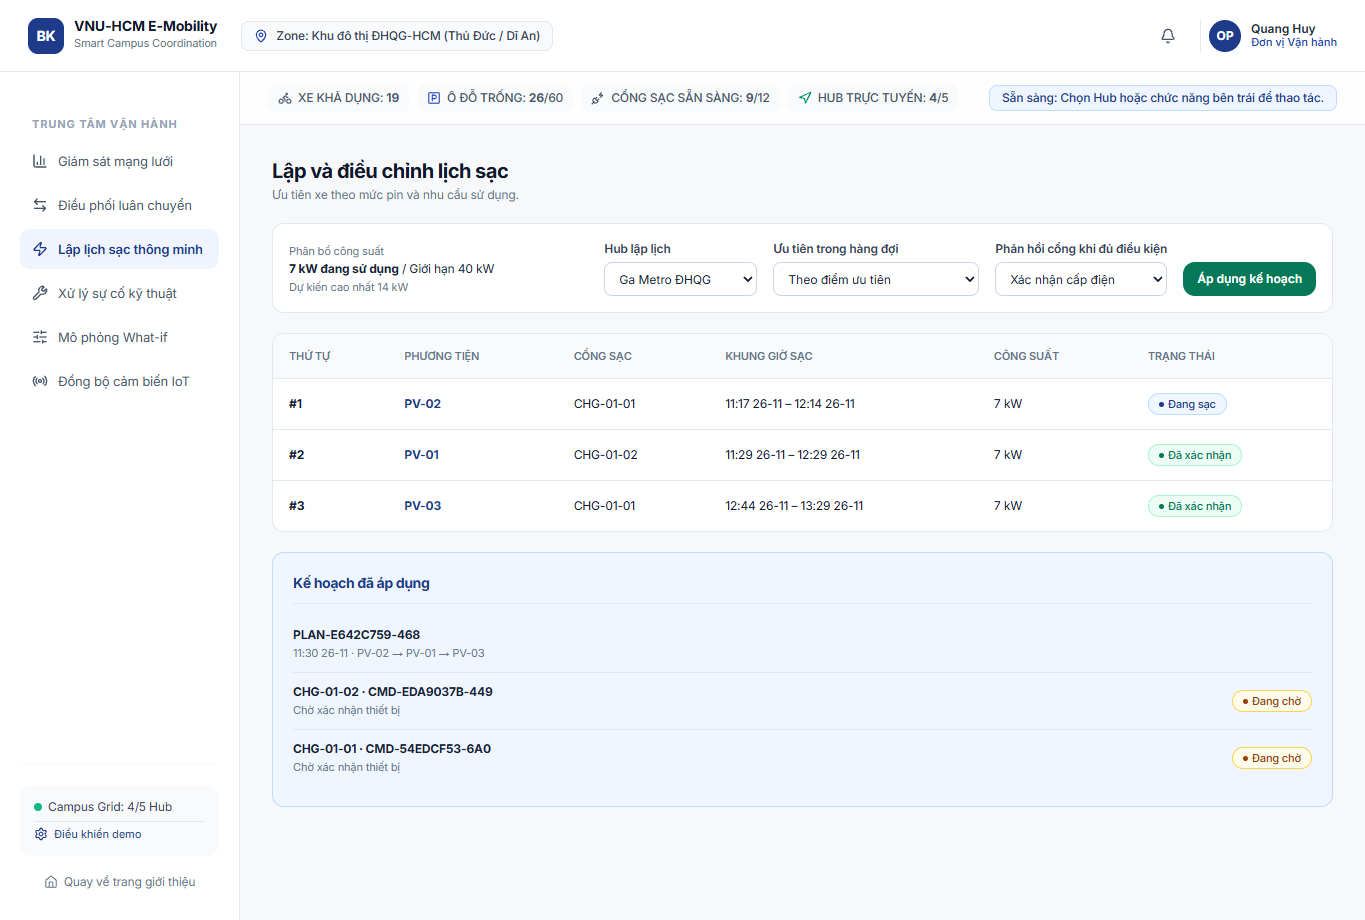 BK
VNU-HCM E-Mobility
Smart Campus Coordination
Zone: Khu đô thị ĐHQG-HCM (Thủ Đức / Dĩ An)
OP
Quang Huy
Đơn vị Vận hành
XE KHẢ DỤNG: 19
Ô ĐỖ TRỐNG: 26/60
CỔNG SẠC SẴN SÀNG: 9/12
HUB TRỰC TUYẾN: 4/5
Sẵn sàng: Chọn Hub hoặc chức năng bên trái để thao tác.
TRUNG TÂM VẬN HÀNH
Giám sát mạng lưới
Điều phối luân chuyển
Lập lịch sạc thông minh
Xử lý sự cố kỹ thuật
Mô phỏng What-if
Đồng bộ cảm biến IoT
Campus Grid: 4/5 Hub
Điều khiển demo
Quay về trang giới thiệu
Lập và điều chỉnh lịch sạc
Ưu tiên xe theo mức pin và nhu cầu sử dụng.
Phân bổ công suất
7 kW đang sử dụng / Giới hạn 40 kW
Dự kiến cao nhất 14 kW
Hub lập lịch
Ga Metro ĐHQG
Ưu tiên trong hàng đợi
Theo điểm ưu tiên
Phản hồi cổng khi đủ điều kiện
Xác nhận cấp điện
Áp dụng kế hoạch
THỨ TỰ PHƯƠNG TIỆN CỔNG SẠC KHUNG GIỜ SẠC CÔNG SUẤT TRẠNG THÁI
#1 PV-02 CHG-01-01 11:17 26-11 – 12:14 26-11 7 kW Đang sạc
#2 PV-01 CHG-01-02 11:29 26-11 – 12:29 26-11 7 kW Đã xác nhận
#3 PV-03 CHG-01-01 12:44 26-11 – 13:29 26-11 7 kW Đã xác nhận
Kế hoạch đã áp dụng
PLAN-E642C759-468
11:30 26-11 · PV-02 → PV-01 → PV-03
CHG-01-02 · CMD-EDA9037B-449
Chờ xác nhận thiết bị
Đang chờ
CHG-01-01 · CMD-54EDCF53-6A0
Chờ xác nhận thiết bị
Đang chờ